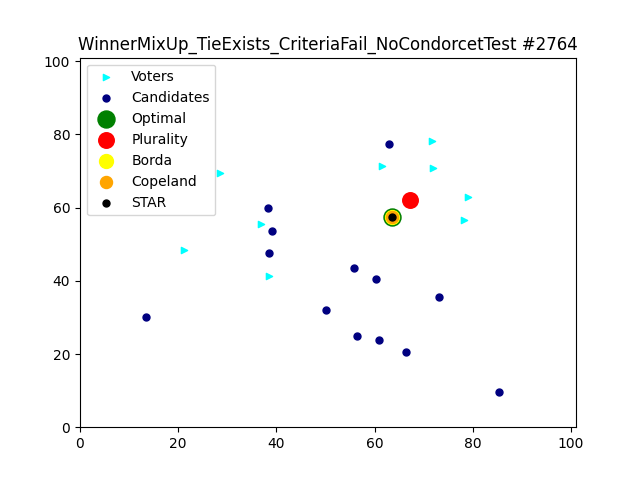 WinnerMixUp_TieExists_CriteriaFail_NoCondorcetTest #2764
Voters
Candidates
Optimal
Plurality
Borda
Copeland
STAR
100
80
60
40
20
0
0 20 40 60 80 100